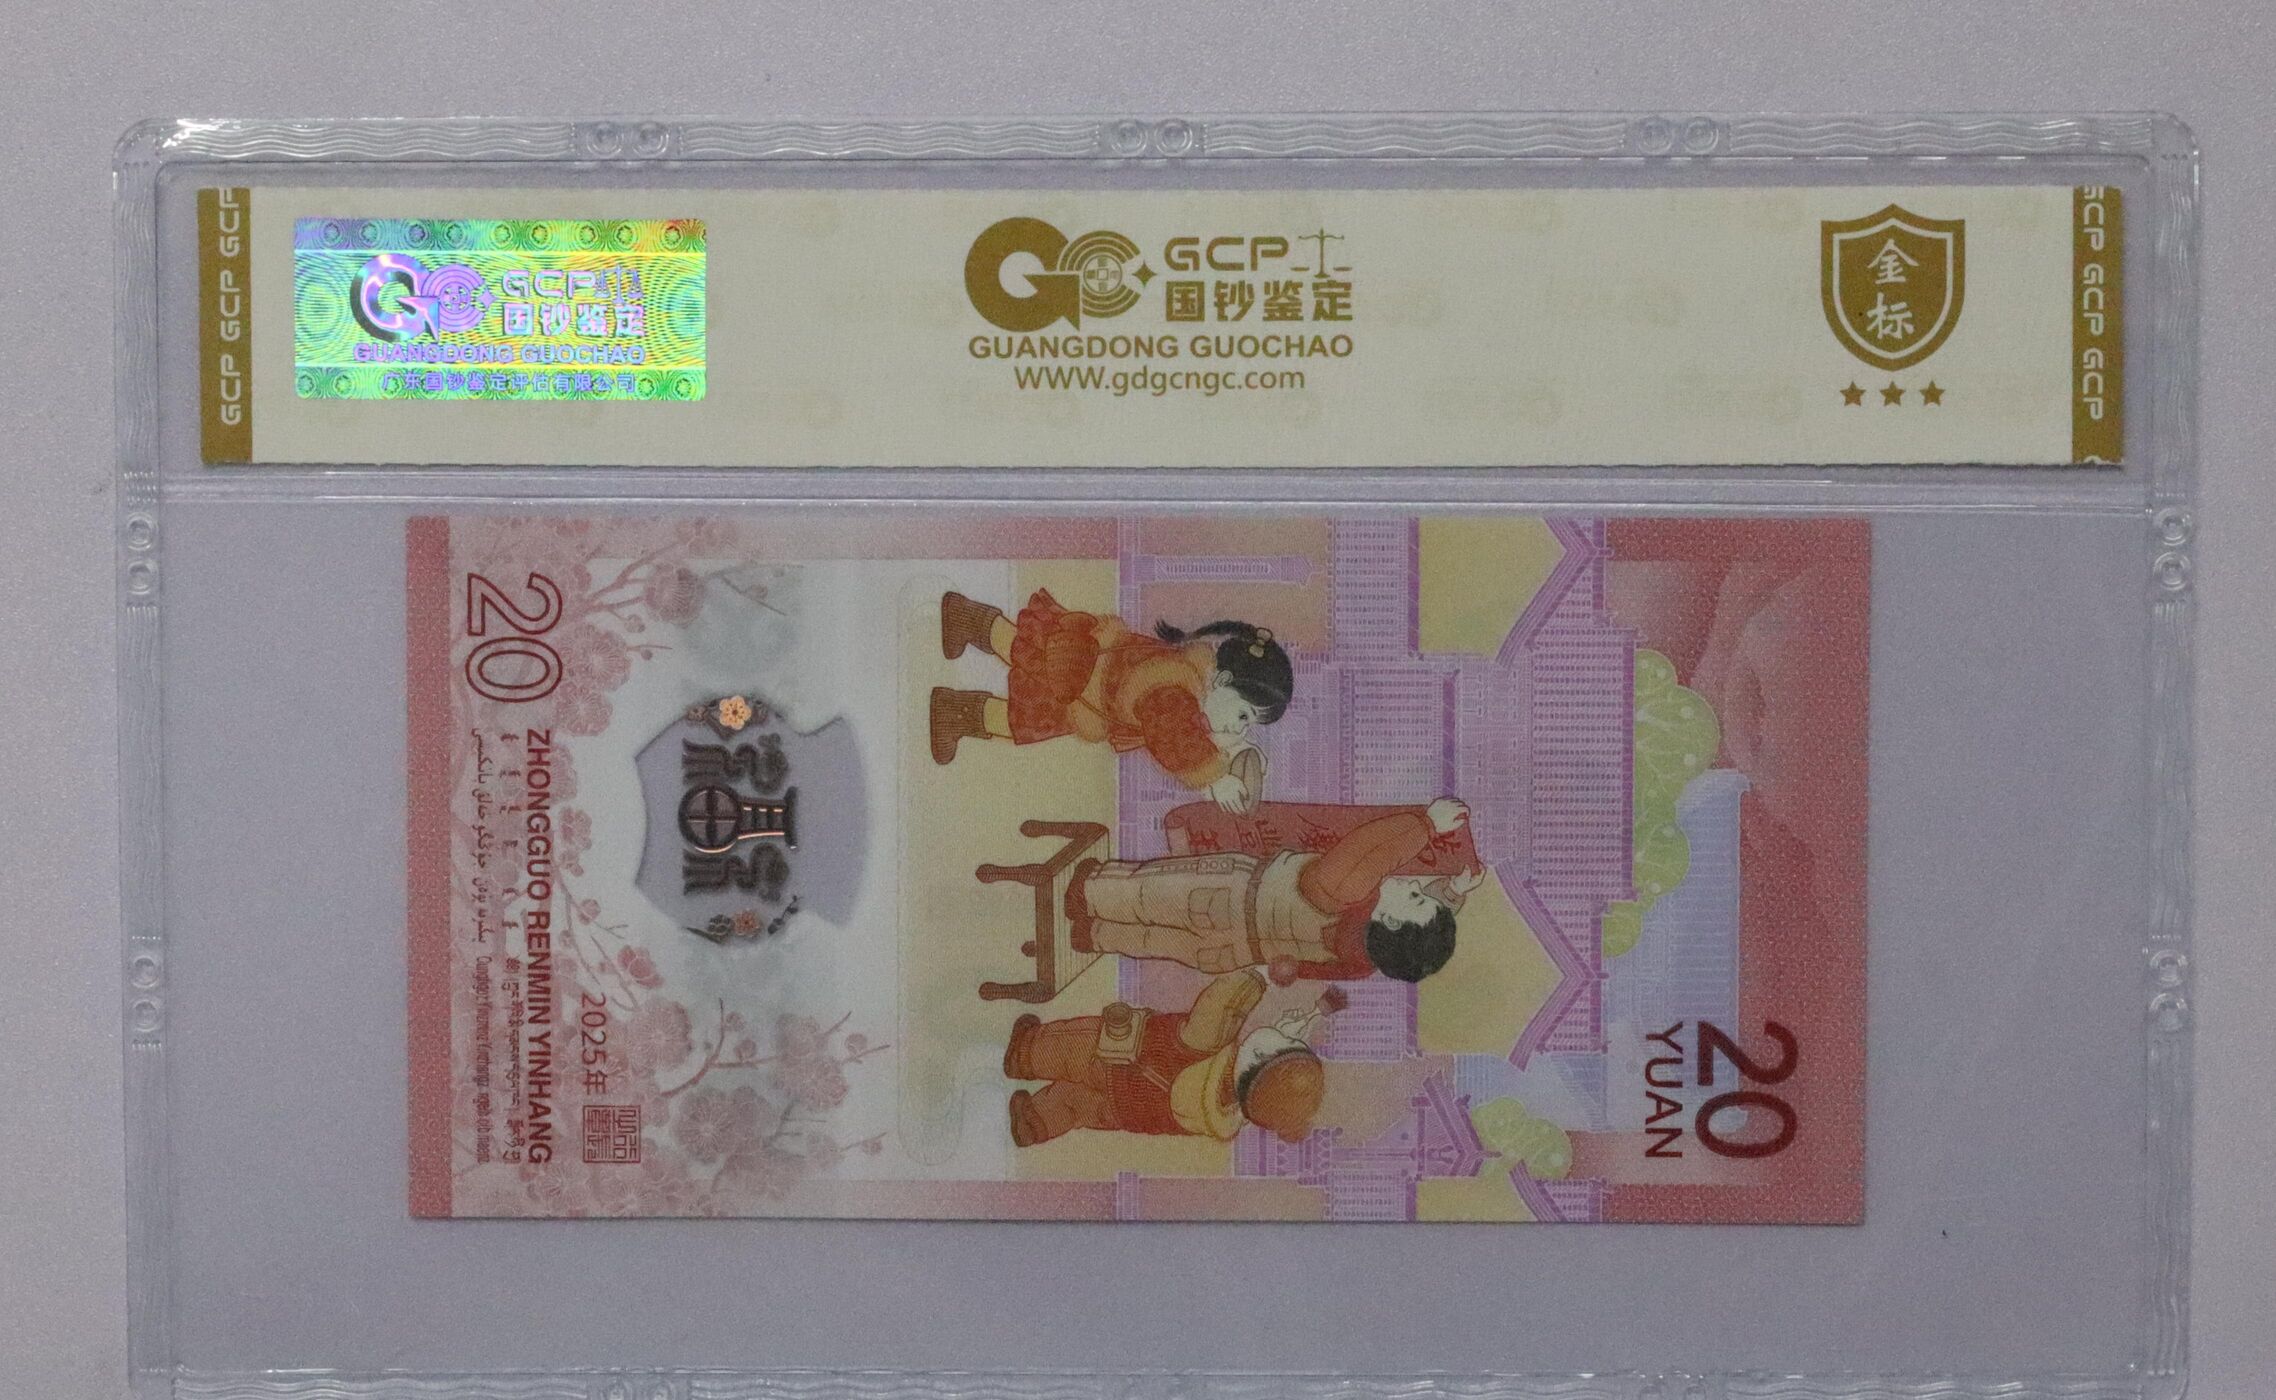 GCP GCP GCP
GCP 国钞鉴定
GUANGDONG GUOCHAO
广东国钞鉴定评估有限公司
GCP
国钞鉴定
GUANGDONG GUOCHAO
WWW.gdgcngc.com
金标
GCP GCP GCP
20
YUAN
2025年
ZHONGGUO RENMIN YINHANG
20